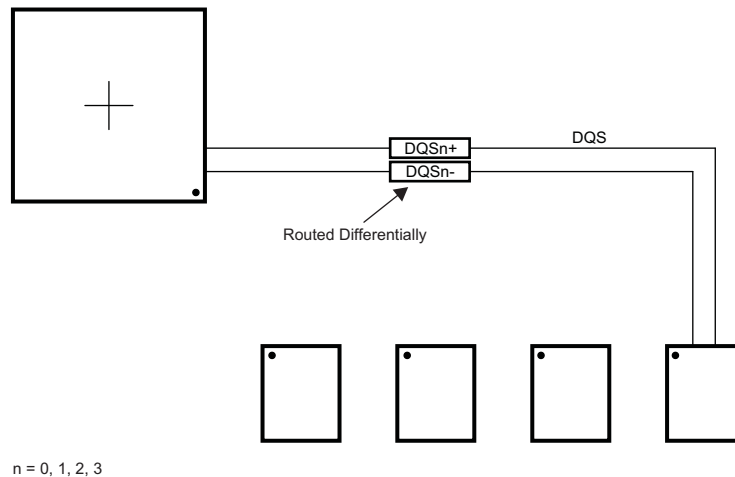 DQSn+
DQS
DQSn-
Routed Differentially
n = 0, 1, 2, 3